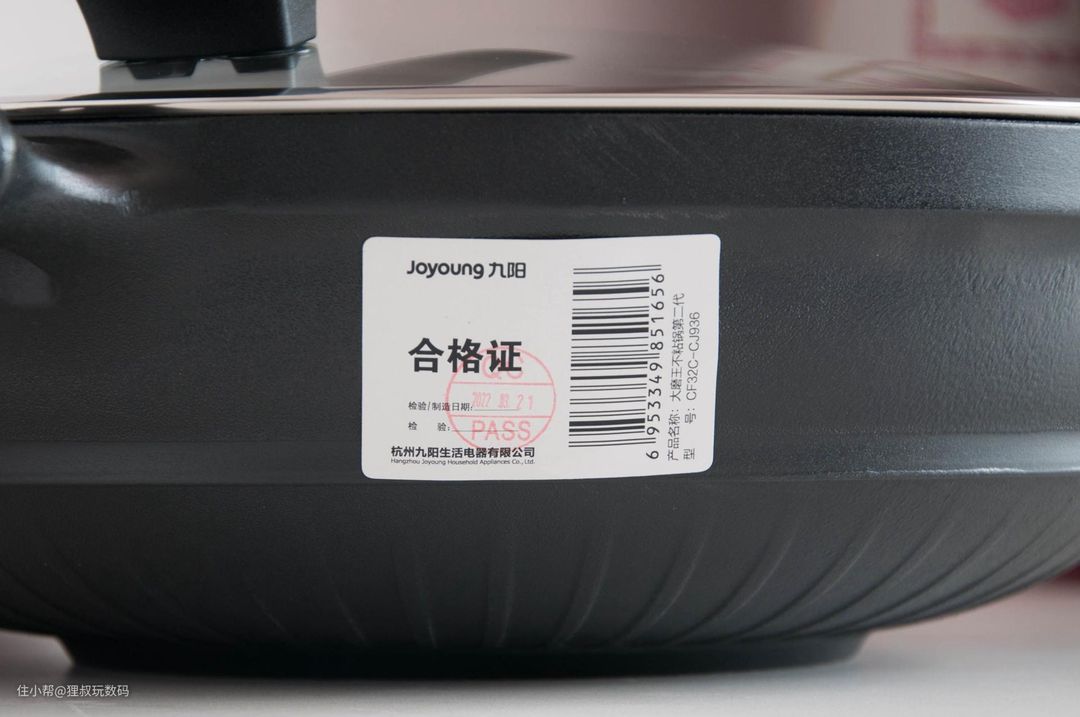 Joyoung 九阳
合格证
QC
2022.03.21
PASS
检验/制造日期:
检 验:
杭州九阳生活电器有限公司
Hangzhou Joyoung Household Appliances Co., Ltd.
6 953349 851656
产品名称: 大磨王不粘锅第二代
型 号: CF32C-CJ936
住小帮@狸叔玩数码